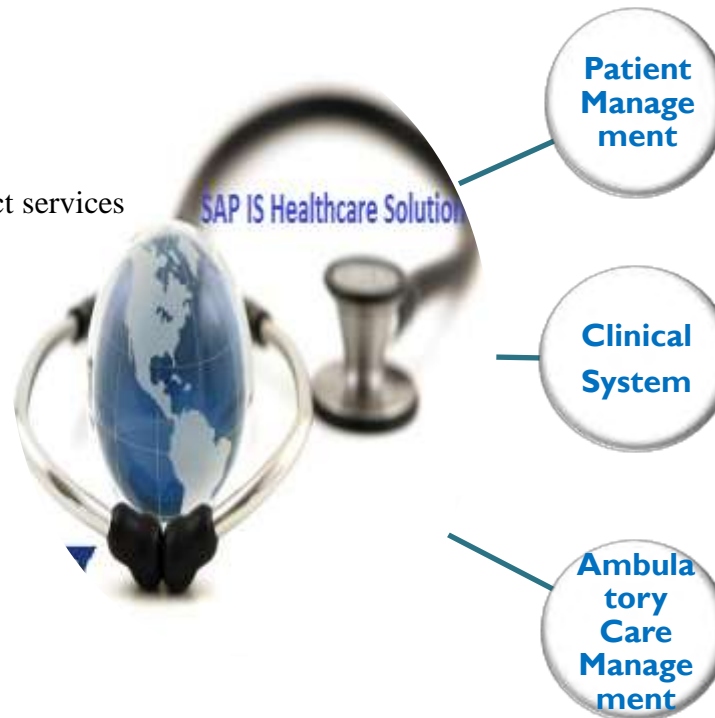 Patient
Manage
ment
ct services
SAP IS Healthcare Solution
Clinical
System
Ambula
tory
Care
Manage
ment